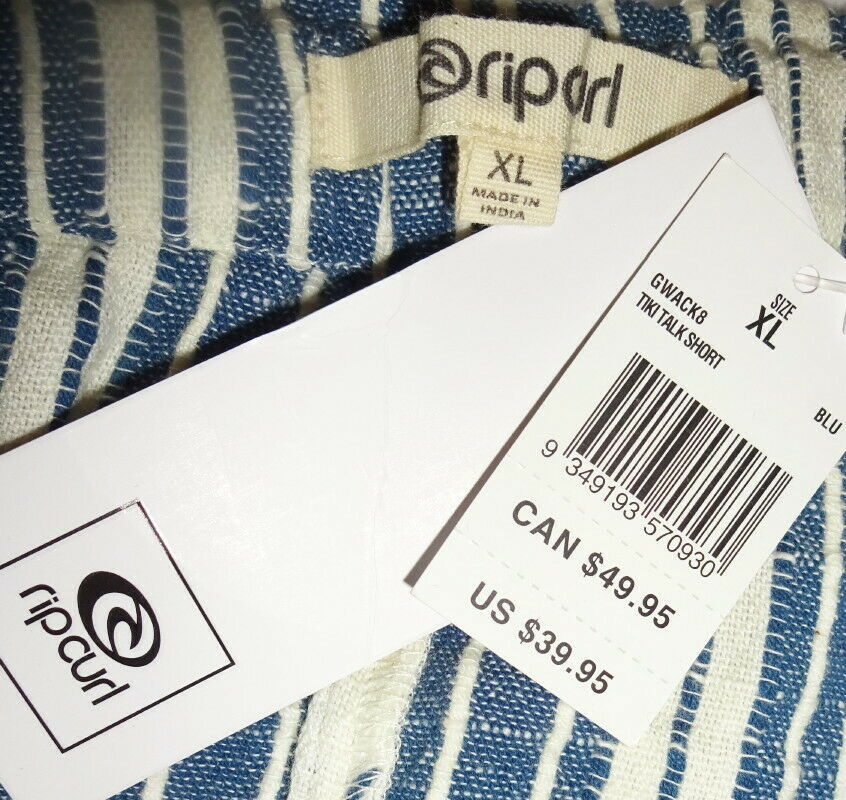 ripcurl
XL
MADE IN
INDIA
GWACK8
TIKI TALK SHORT
SIZE
XL
BLU
9 349193 570930
CAN $49.95
US $39.95
ripcurl